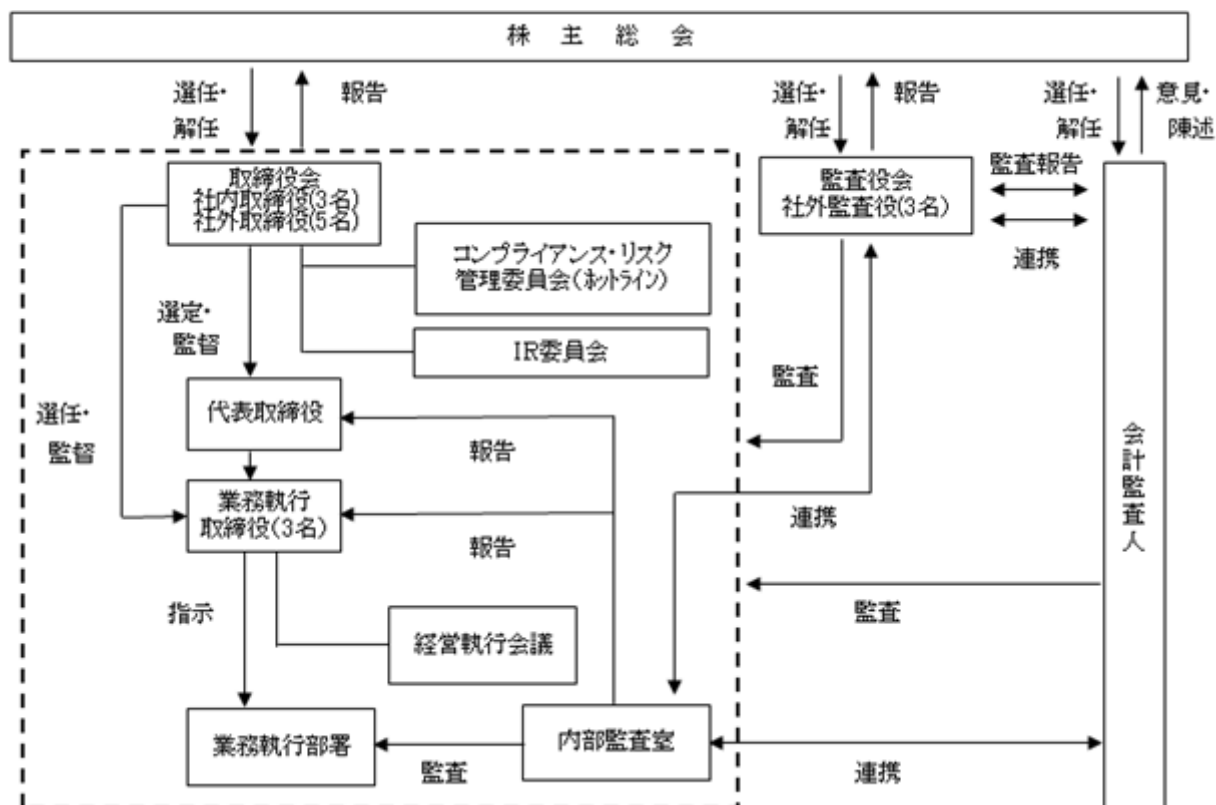 株主総会
選任・
解任
報告
選任・
解任
報告
選任・
解任
意見・
陳述
取締役会
社内取締役(3名)
社外取締役(5名)
監査役会
社外監査役(3名)
監査報告
連携
コンプライアンス・リスク
管理委員会(ホットライン)
選定・
監督
IR委員会
監査
代表取締役
選任・
監督
報告
会計監査人
業務執行
取締役(3名)
連携
報告
指示
監査
経営執行会議
業務執行部署
内部監査室
監査
連携